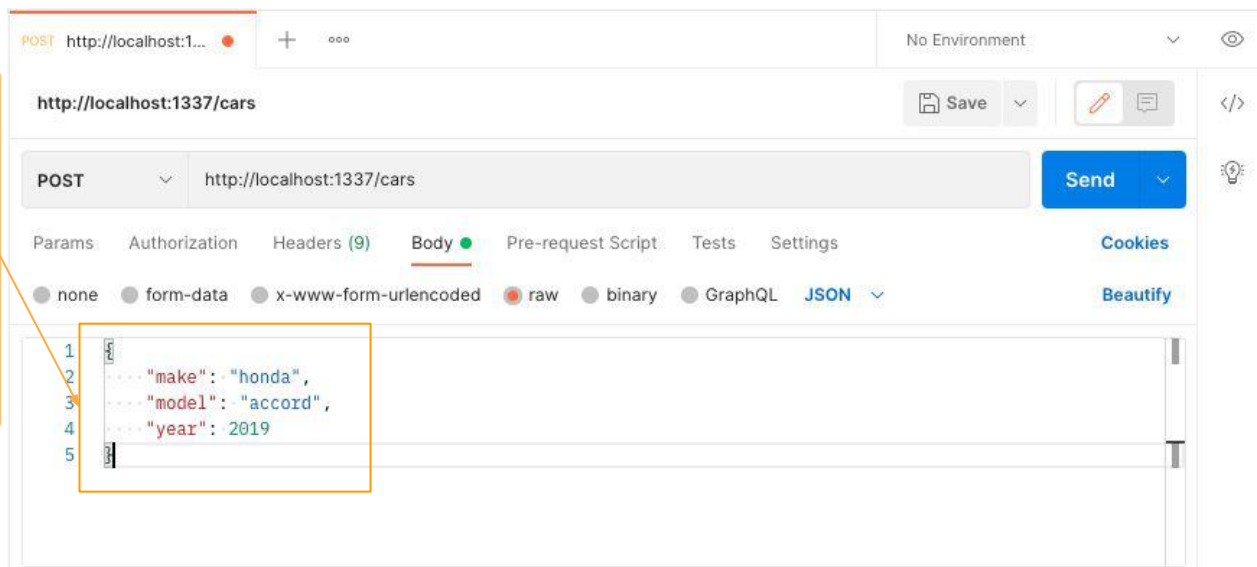 POST http://localhost:1... No Environment
http://localhost:1337/cars Save </>
POST http://localhost:1337/cars Send
Params Authorization Headers (9) Body Pre-request Script Tests Settings Cookies
none form-data x-www-form-urlencoded raw binary GraphQL JSON Beautify
1 {
2 "make": "honda",
3 "model": "accord",
4 "year": 2019
5 }